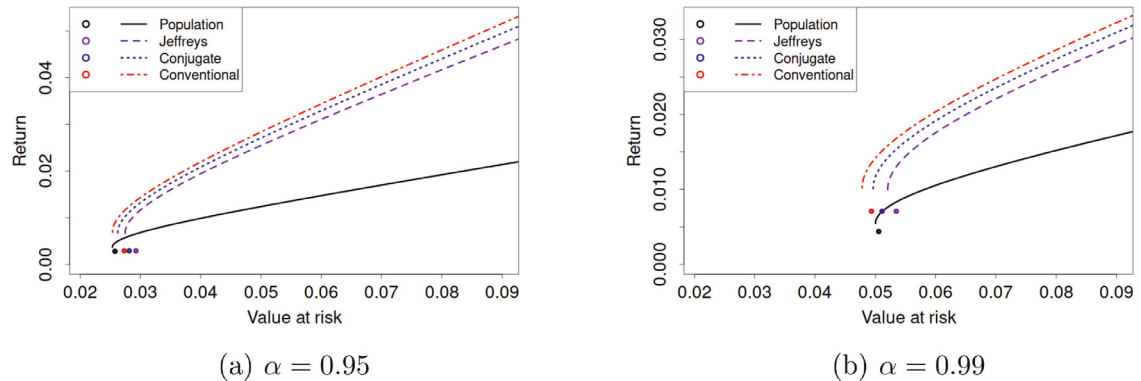 Population
Jeffreys
Conjugate
Conventional
Return
0.00 0.02 0.04
0.02 0.03 0.04 0.05 0.06 0.07 0.08 0.09
Value at risk
(a) α = 0.95
Population
Jeffreys
Conjugate
Conventional
Return
0.000 0.010 0.020 0.030
0.02 0.03 0.04 0.05 0.06 0.07 0.08 0.09
Value at risk
(b) α = 0.99